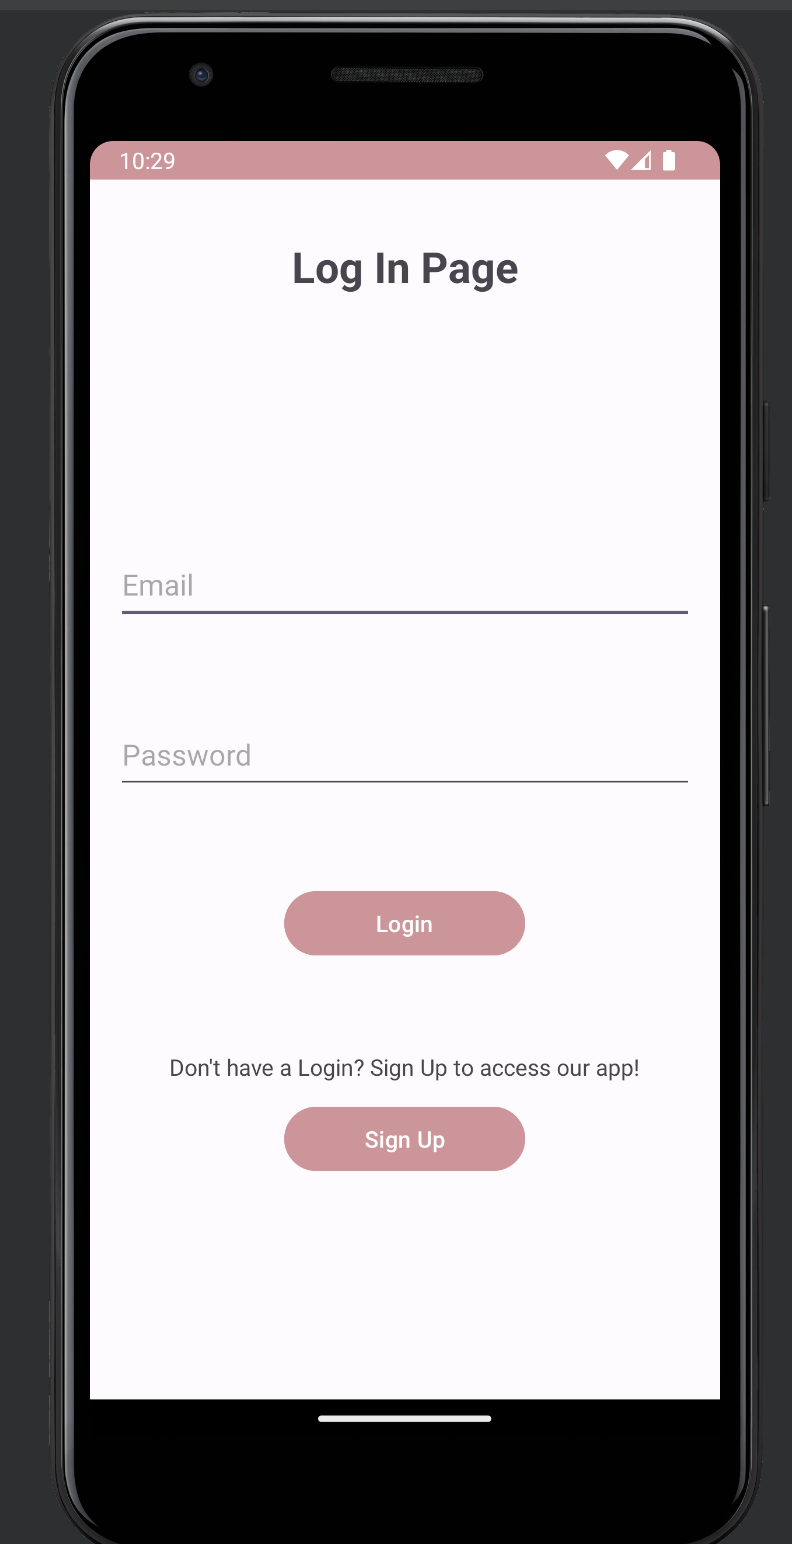 10:29
Log In Page
Email
Password
Login
Don't have a Login? Sign Up to access our app!
Sign Up